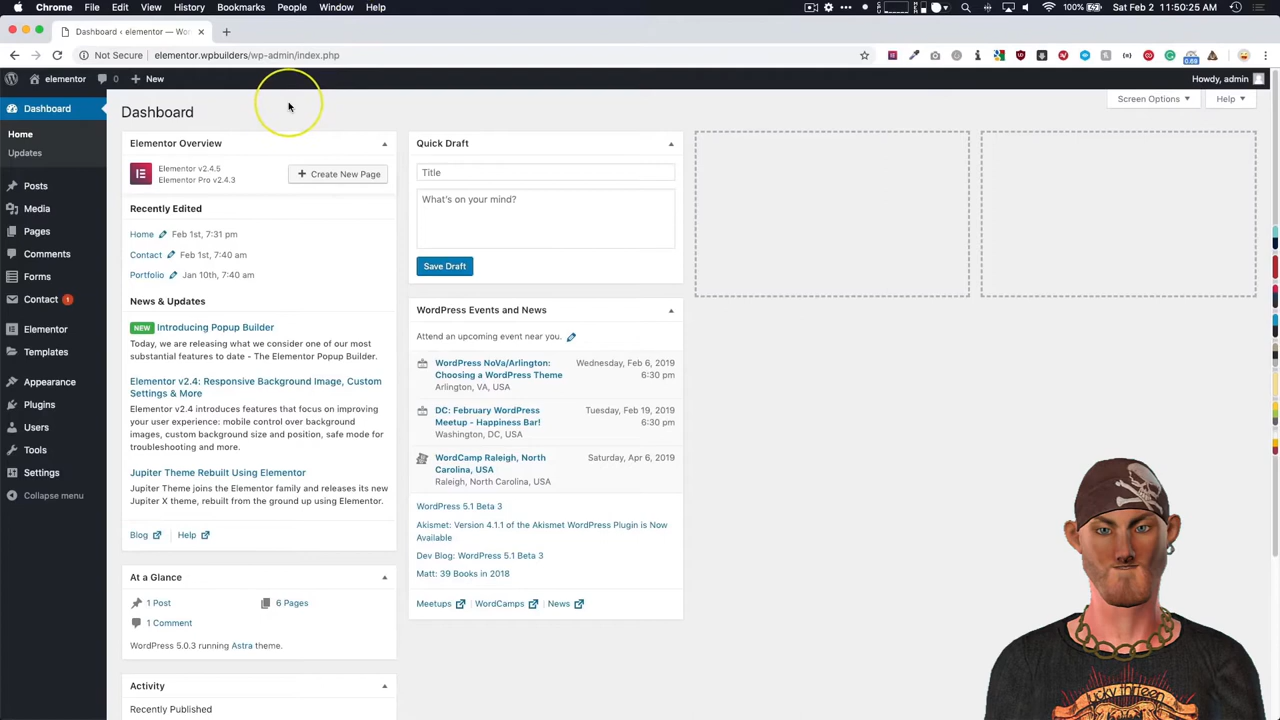 Chrome File Edit View History Bookmarks People Window Help
100% Sat Feb 2 11:50:25 AM
Dashboard ‹ elementor — Wor
Not Secure elementor.wpbuilders/wp-admin/index.php
0.69
elementor 0 New
Howdy, admin
Dashboard
Home
Updates
Posts
Media
Pages
Comments
Forms
Contact 1
Elementor
Templates
Appearance
Plugins
Users
Tools
Settings
Collapse menu
Dashboard
Screen Options
Help
Elementor Overview
Elementor v2.4.5
Elementor Pro v2.4.3
Create New Page
Recently Edited
Home Feb 1st, 7:31 pm
Contact Feb 1st, 7:40 am
Portfolio Jan 10th, 7:40 am
News & Updates
NEW Introducing Popup Builder
Today, we are releasing what we consider one of our most
substantial features to date - The Elementor Popup Builder.
Elementor v2.4: Responsive Background Image, Custom
Settings & More
Elementor v2.4 introduces features that focus on improving
your user experience: mobile control over background
images, custom background size and position, safe mode for
troubleshooting and more.
Jupiter Theme Rebuilt Using Elementor
Jupiter Theme joins the Elementor family and releases its new
Jupiter X theme, rebuilt from the ground up using Elementor.
Blog Help
At a Glance
1 Post 6 Pages
1 Comment
WordPress 5.0.3 running Astra theme.
Activity
Recently Published
Quick Draft
Title
What's on your mind?
Save Draft
WordPress Events and News
Attend an upcoming event near you.
WordPress NoVa/Arlington: Wednesday, Feb 6, 2019
Choosing a WordPress Theme 6:30 pm
Arlington, VA, USA
DC: February WordPress Tuesday, Feb 19, 2019
Meetup - Happiness Bar! 6:30 pm
Washington, DC, USA
WordCamp Raleigh, North Saturday, Apr 6, 2019
Carolina, USA
Raleigh, North Carolina, USA
WordPress 5.1 Beta 3
Akismet: Version 4.1.1 of the Akismet WordPress Plugin is Now
Available
Dev Blog: WordPress 5.1 Beta 3
Matt: 39 Books in 2018
Meetups WordCamps News
lucky thirteen